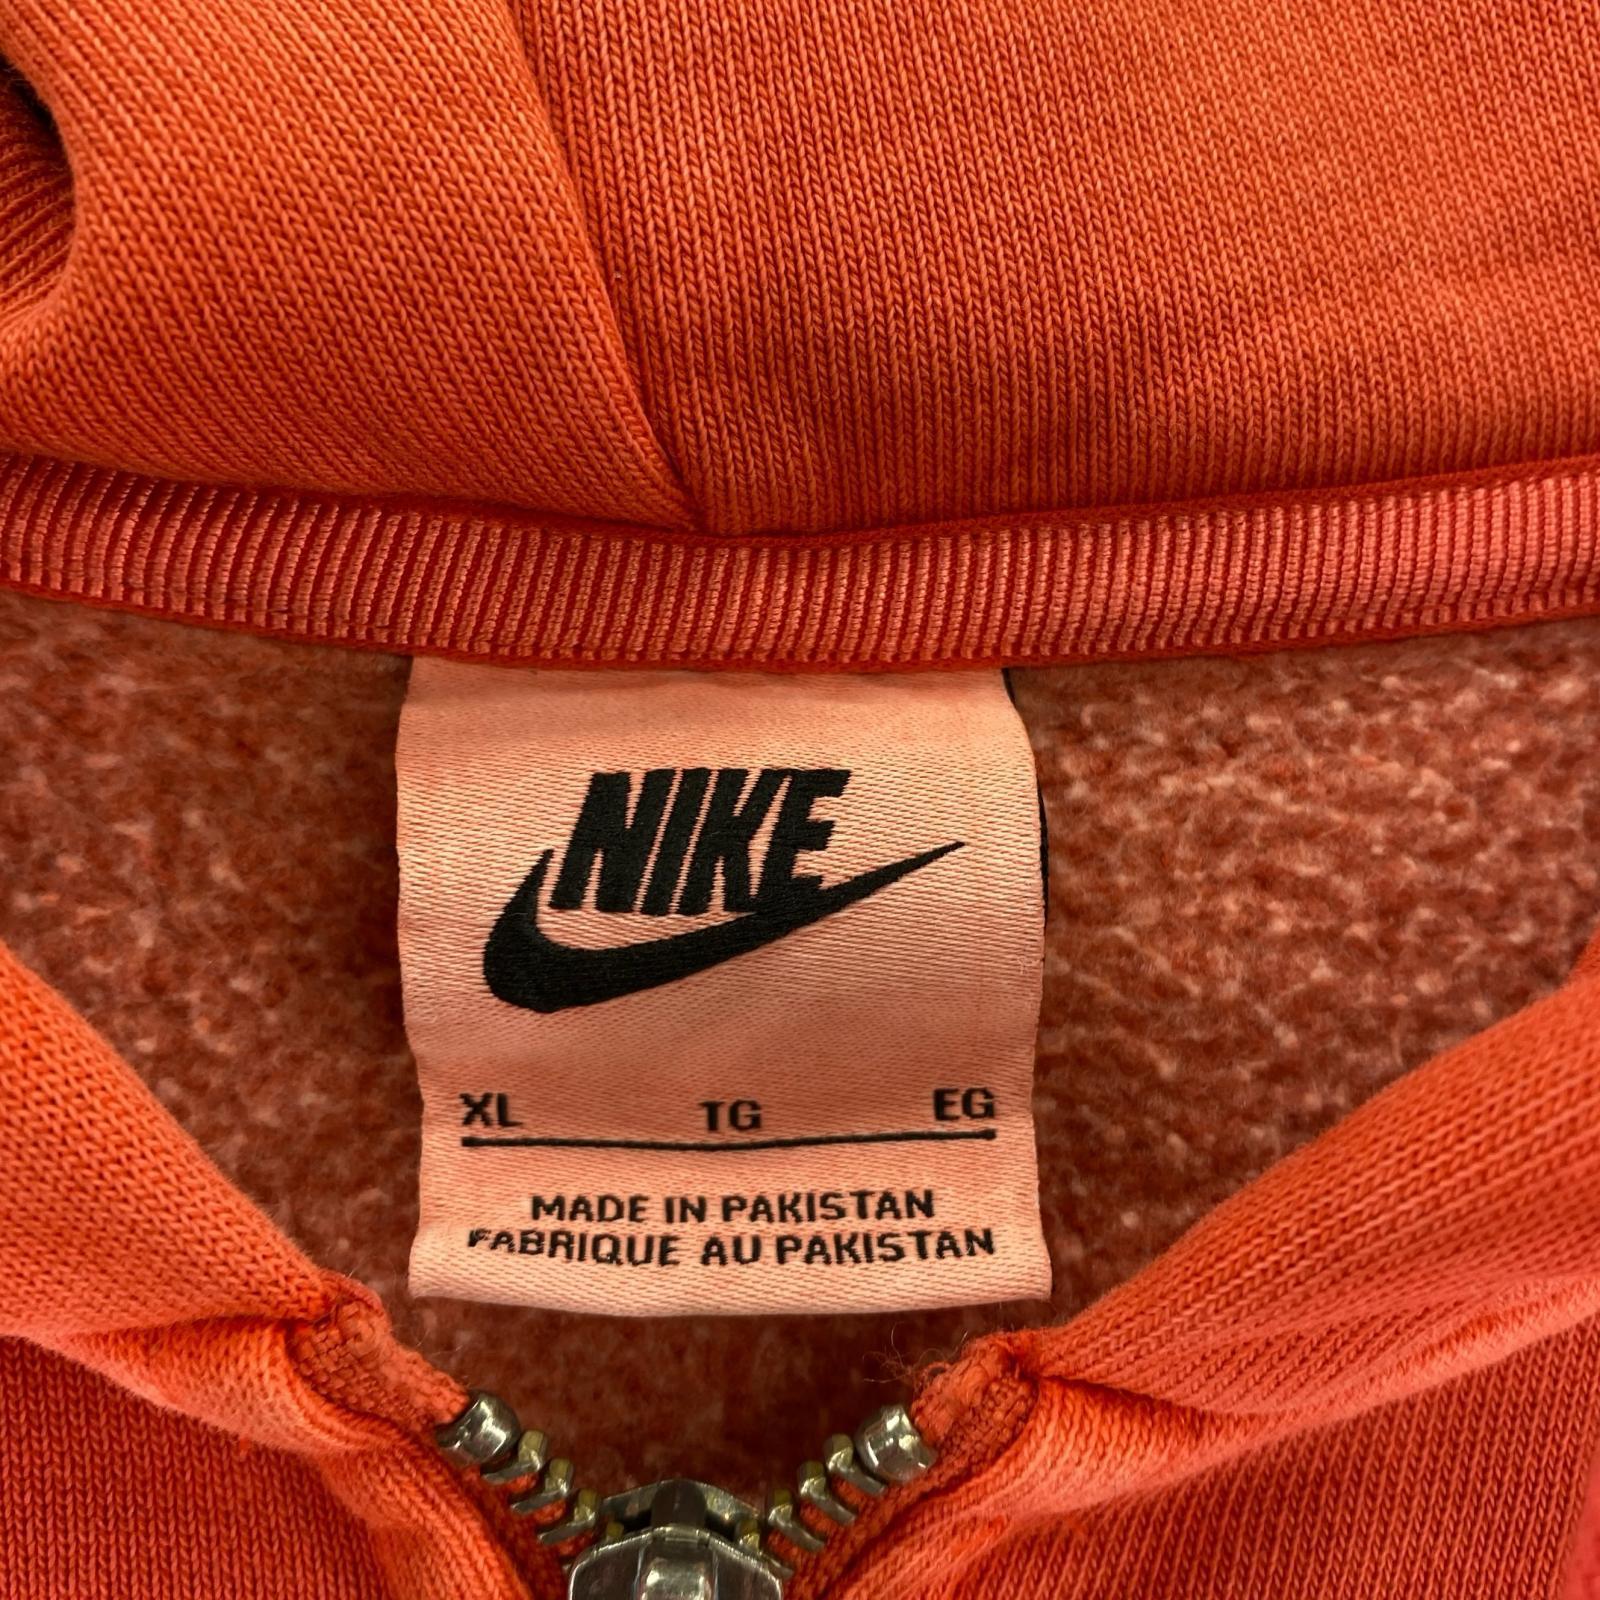 NIKE
XL TG EG
MADE IN PAKISTAN
FABRIQUE AU PAKISTAN